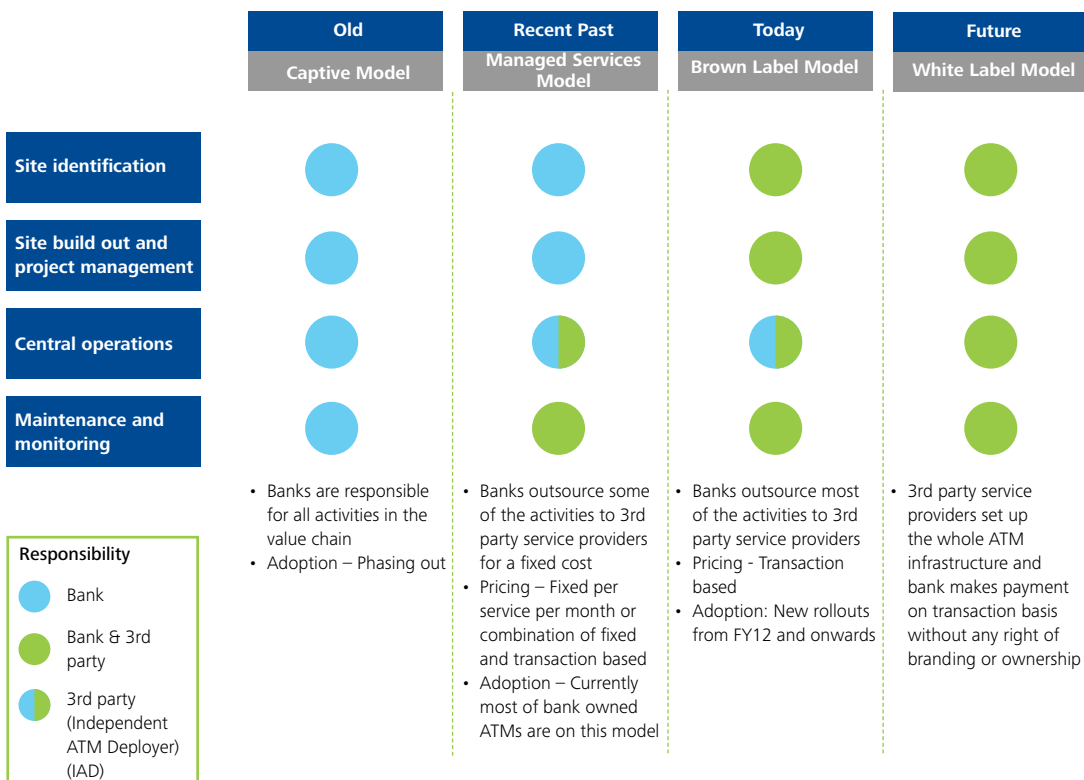 Old
Captive Model
Recent Past
Managed Services
Model
Today
Brown Label Model
Future
White Label Model
Site identification
Site build out and
project management
Central operations
Maintenance and
monitoring
• Banks are responsible
for all activities in the
value chain
• Adoption – Phasing out
• Banks outsource some
of the activities to 3rd
party service providers
for a fixed cost
• Pricing – Fixed per
service per month or
combination of fixed
and transaction based
• Adoption – Currently
most of bank owned
ATMs are on this model
• Banks outsource most
of the activities to 3rd
party service providers
• Pricing - Transaction
based
• Adoption: New rollouts
from FY12 and onwards
• 3rd party service
providers set up
the whole ATM
infrastructure and
bank makes payment
on transaction basis
without any right of
branding or ownership
Responsibility
Bank
Bank & 3rd
party
3rd party
(Independent
ATM Deployer)
(IAD)